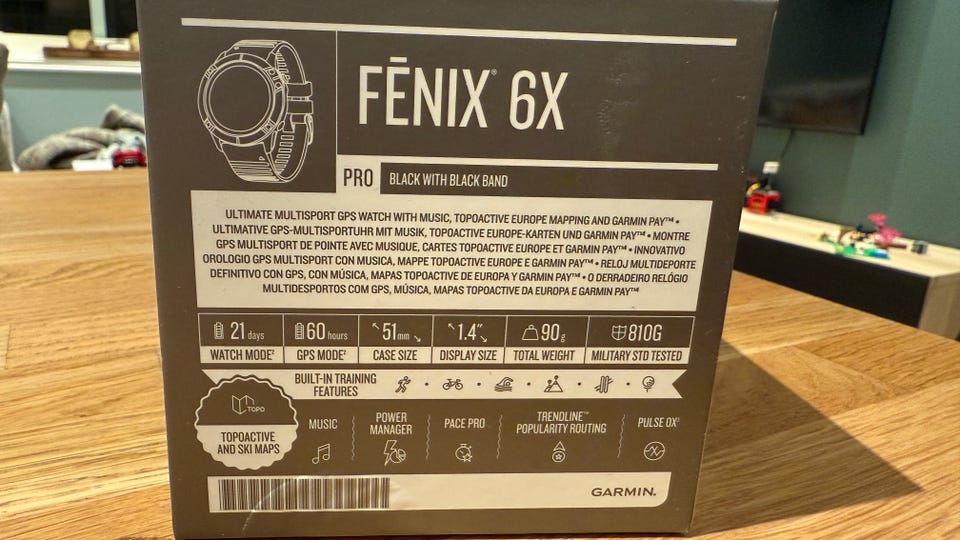 FĒNIX® 6X
PRO BLACK WITH BLACK BAND
ULTIMATE MULTISPORT GPS WATCH WITH MUSIC, TOPOACTIVE EUROPE MAPPING AND GARMIN PAY™ •
ULTIMATIVE GPS-MULTISPORTUHR MIT MUSIK, TOPOACTIVE EUROPE-KARTEN UND GARMIN PAY™ • MONTRE
GPS MULTISPORT DE POINTE AVEC MUSIQUE, CARTES TOPOACTIVE EUROPE ET GARMIN PAY™ • INNOVATIVO
OROLOGIO GPS MULTISPORT CON MUSICA, MAPPE TOPOACTIVE EUROPE E GARMIN PAY™ • RELOJ MULTIDEPORTE
DEFINITIVO CON GPS, CON MÚSICA, MAPAS TOPOACTIVE DE EUROPA Y GARMIN PAY™ • O DERRADEIRO RELÓGIO
MULTIDESPORTOS COM GPS, MÚSICA, MAPAS TOPOACTIVE DA EUROPA E GARMIN PAY™
21 days 60 hours 51mm 1.4" 90g 810G
WATCH MODE² GPS MODE² CASE SIZE DISPLAY SIZE TOTAL WEIGHT MILITARY STD TESTED
BUILT-IN TRAINING
FEATURES
TOPO
TOPOACTIVE
AND SKI MAPS
MUSIC
POWER
MANAGER
PACE PRO
TRENDLINE™
POPULARITY ROUTING
PULSE OX³
GARMIN.